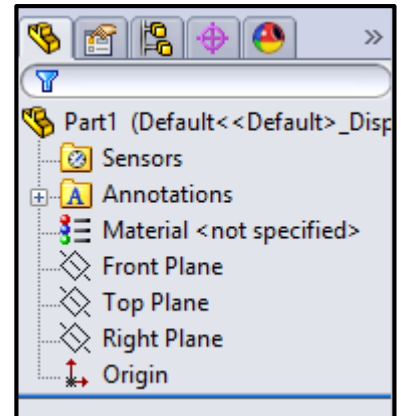 Part1 (Default<<Default>_Disp
Sensors
A Annotations
Material <not specified>
Front Plane
Top Plane
Right Plane
Origin